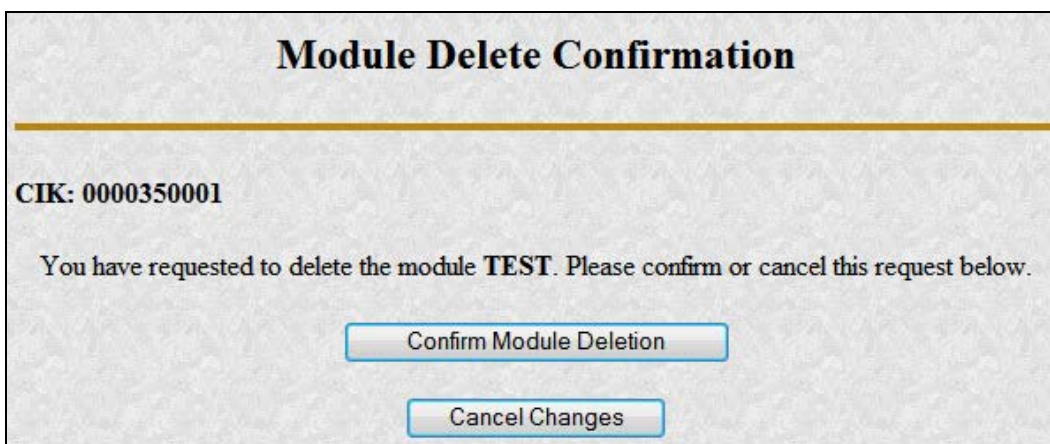 Module Delete Confirmation
CIK: 0000350001
You have requested to delete the module TEST. Please confirm or cancel this request below.
Confirm Module Deletion
Cancel Changes